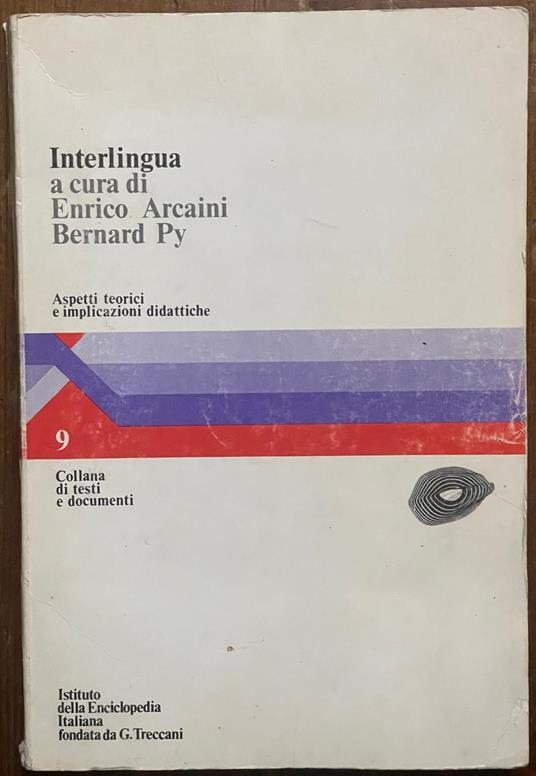 Interlingua
a cura di
Enrico Arcaini
Bernard Py
Aspetti teorici
e implicazioni didattiche
9
Collana
di testi
e documenti
Istituto
della Enciclopedia
Italiana
fondata da G. Treccani